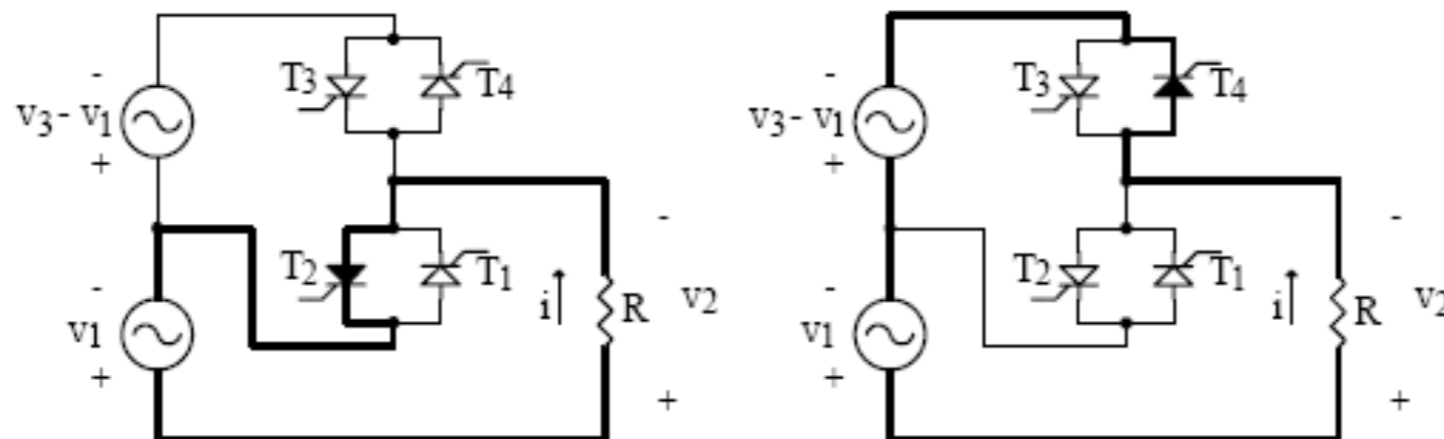 - T3 T4 - T3 T4
v3 - v1 v3 - v1
+ +
- -
- T2 T1 - T2 T1
v1 i R v2 v1 i R v2
+ + + +